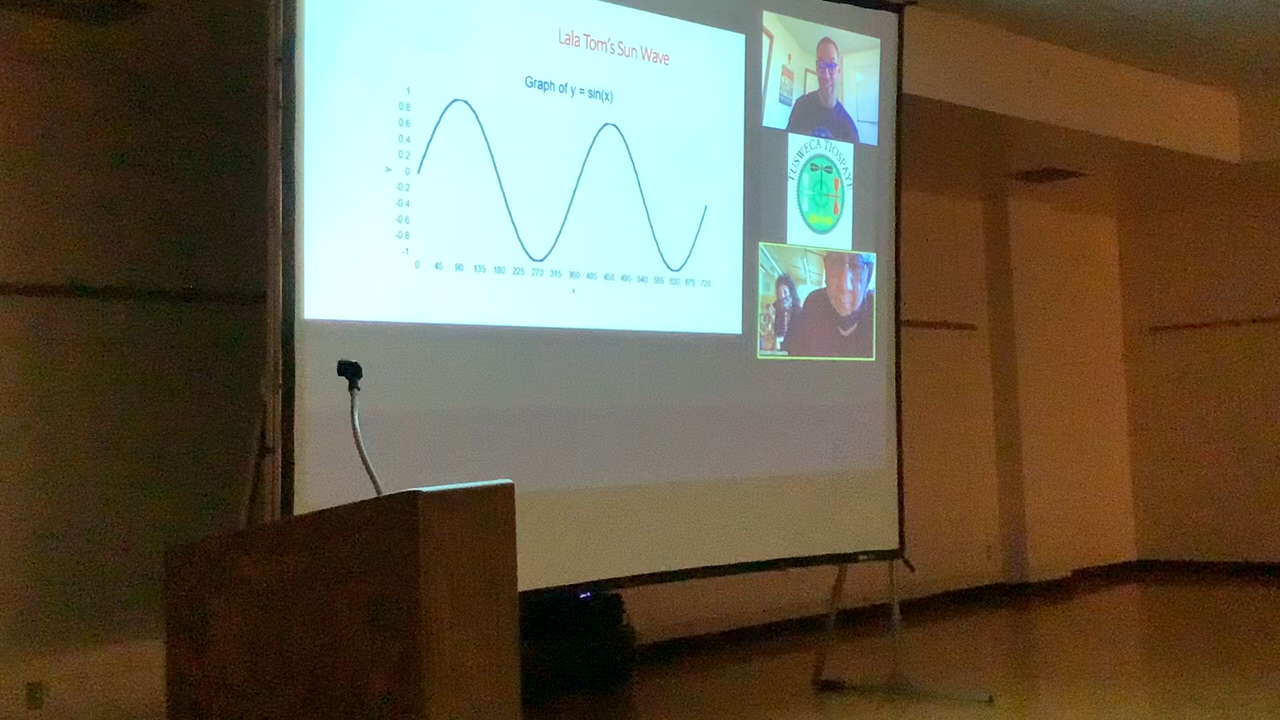 Lala Tom's Sun Wave
Graph of y = sin(x)
1
0.8
0.6
0.4
0.2
0
-0.2
-0.4
-0.6
-0.8
-1
Y
0 45 90 135 180 225 270 315 360 405 450 495 540 585 630 675 720
x
TUSWECA TIOSPAYE